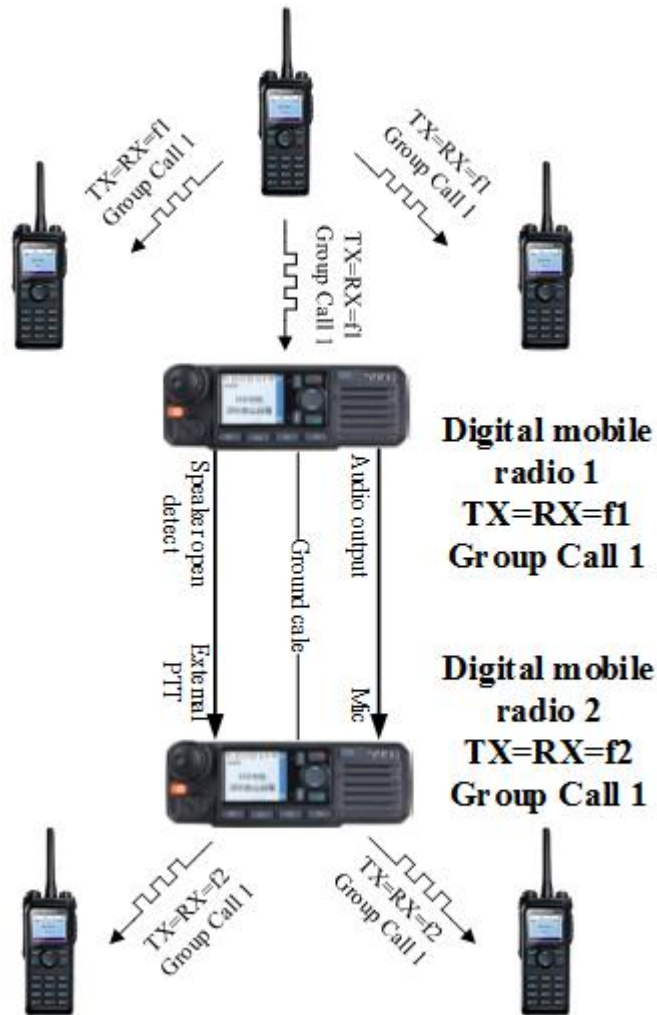 TX=RX=f1
Group Call 1
TX=RX=f1
Group Call 1
TX=RX=f1
Group Call 1
Digital mobile
radio 1
TX=RX=f1
Group Call 1
Speaker open
detect
Ground cale
Audio output
External
PTT
Mic
Digital mobile
radio 2
TX=RX=f2
Group Call 1
TX=RX=f2
Group Call 1
TX=RX=f2
Group Call 1